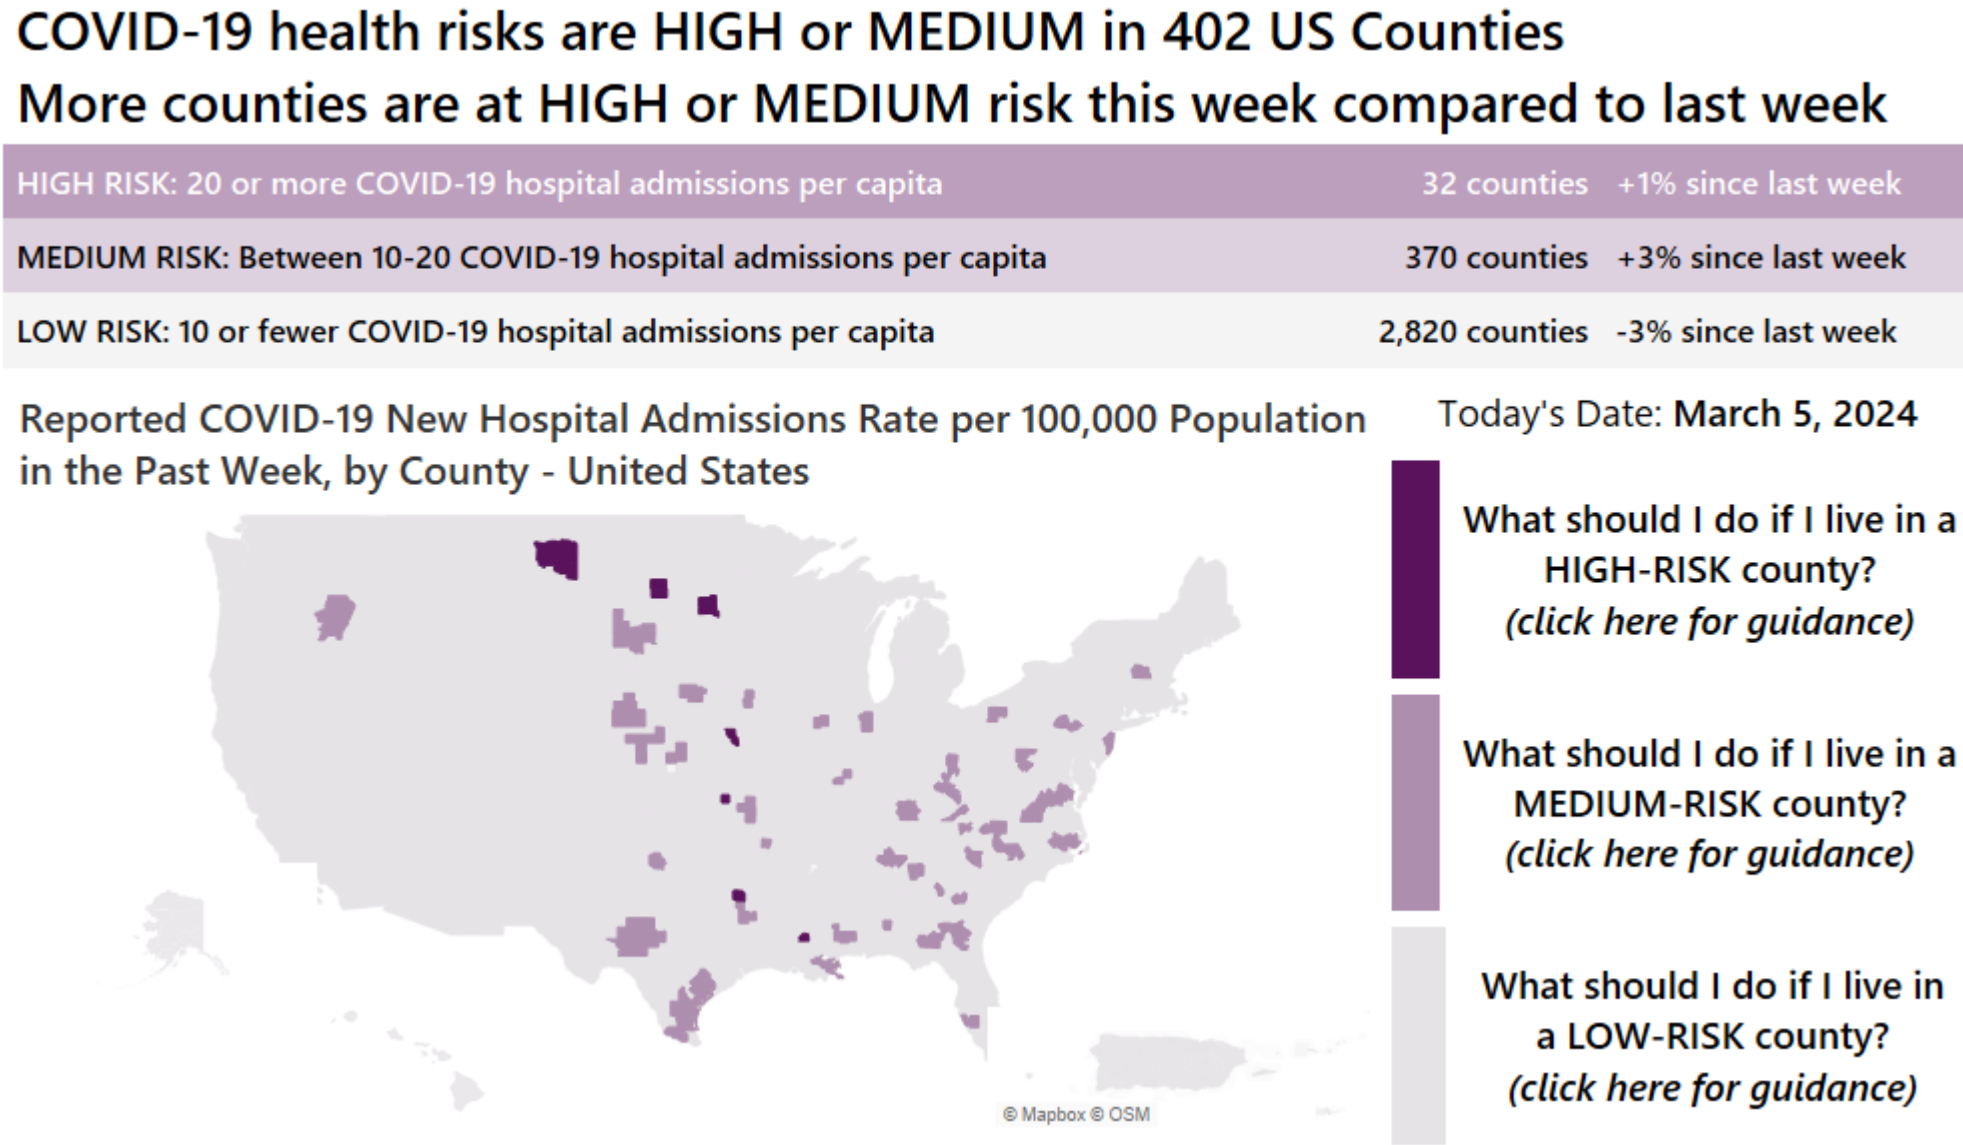 COVID-19 health risks are HIGH or MEDIUM in 402 US Counties
More counties are at HIGH or MEDIUM risk this week compared to last week
HIGH RISK: 20 or more COVID-19 hospital admissions per capita 32 counties +1% since last week
MEDIUM RISK: Between 10-20 COVID-19 hospital admissions per capita 370 counties +3% since last week
LOW RISK: 10 or fewer COVID-19 hospital admissions per capita 2,820 counties -3% since last week
Reported COVID-19 New Hospital Admissions Rate per 100,000 Population
in the Past Week, by County - United States
Today's Date: March 5, 2024
What should I do if I live in a
HIGH-RISK county?
(click here for guidance)
What should I do if I live in a
MEDIUM-RISK county?
(click here for guidance)
What should I do if I live in
a LOW-RISK county?
(click here for guidance)
© Mapbox © OSM